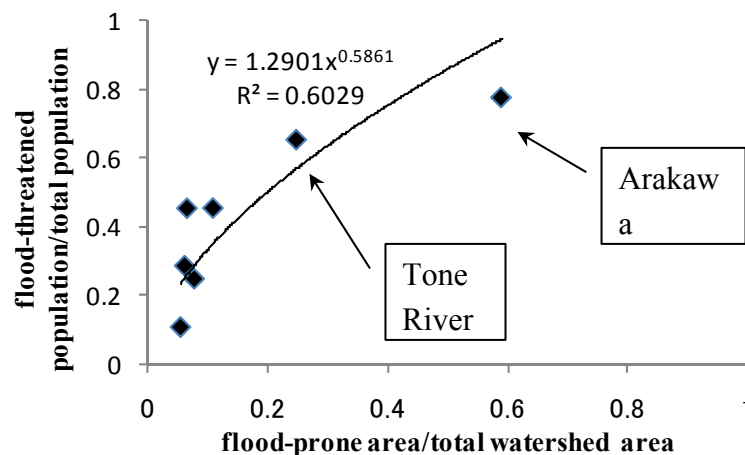 1
0.8
0.6
0.4
0.2
0
flood-threatened
population/total population
y = 1.2901x^0.5861
R² = 0.6029
Arakaw
a
Tone
River
0
0.2
0.4
0.6
0.8
flood-prone area/total watershed area